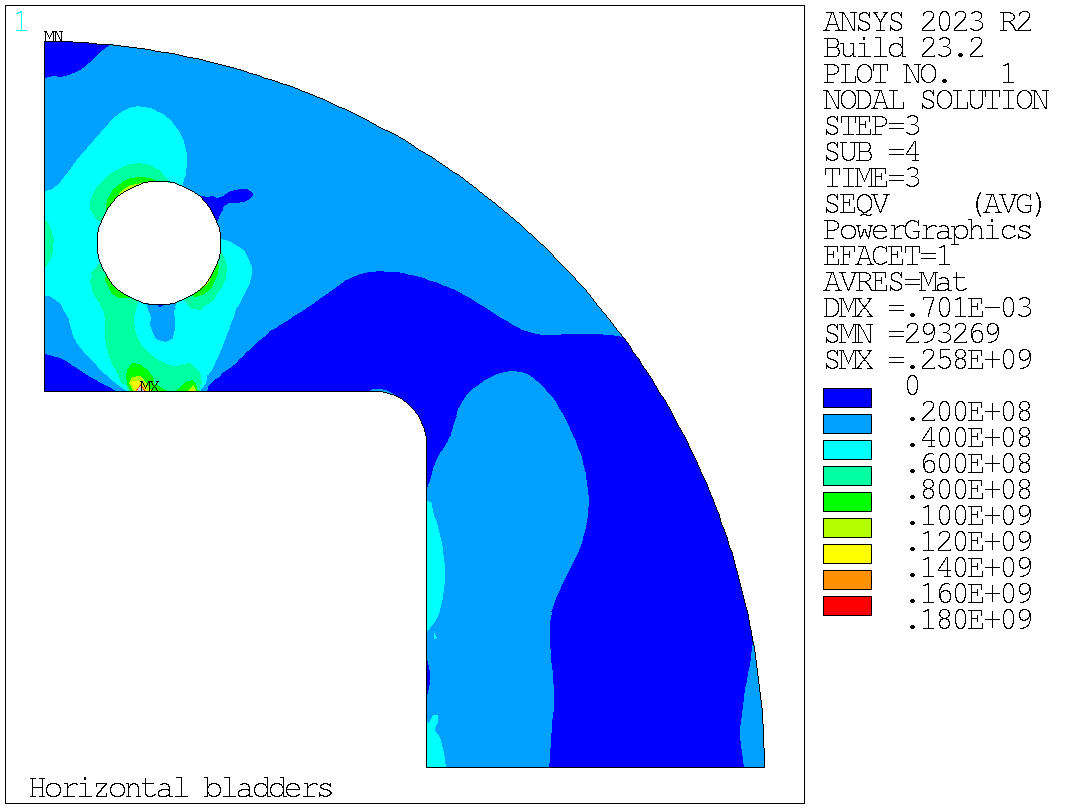 1
MN
MX
Horizontal bladders
ANSYS 2023 R2
Build 23.2
PLOT NO. 1
NODAL SOLUTION
STEP=3
SUB =4
TIME=3
SEQV (AVG)
PowerGraphics
EFACET=1
AVRES=Mat
DMX =.701E-03
SMN =293269
SMX =.258E+09
0
.200E+08
.400E+08
.600E+08
.800E+08
.100E+09
.120E+09
.140E+09
.160E+09
.180E+09